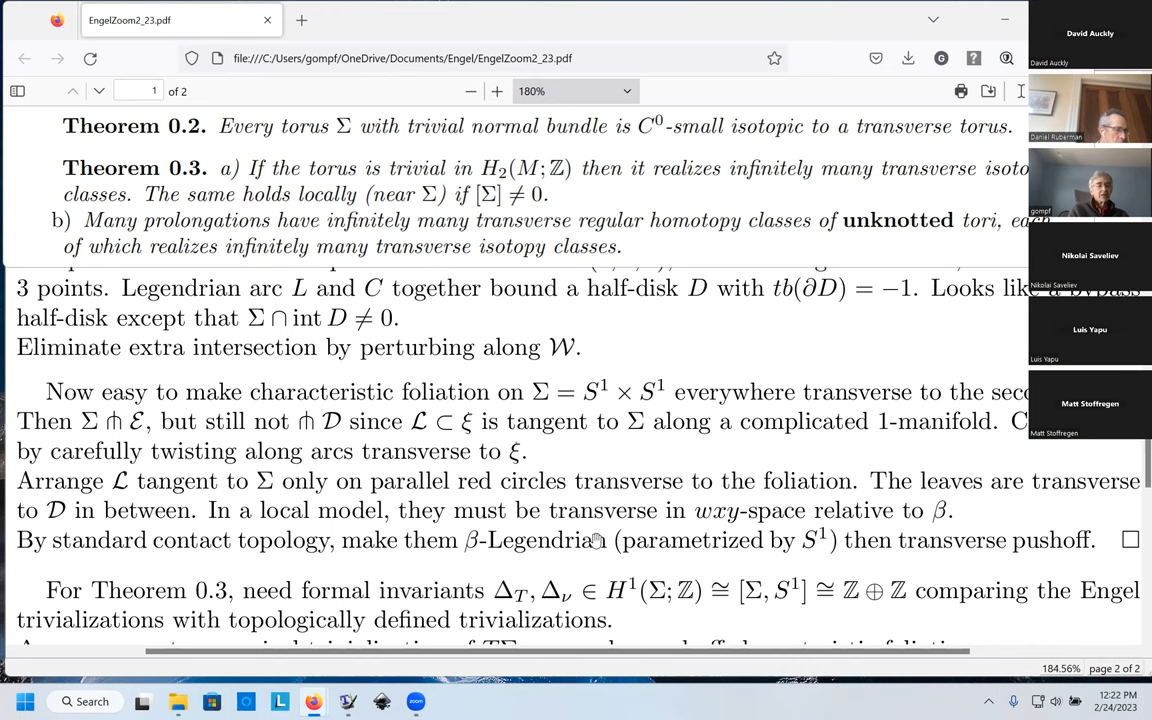 EngelZoom2_23.pdf
file:///C:/Users/gompf/OneDrive/Documents/Engel/EngelZoom2_23.pdf
1 of 2
180%
Theorem 0.2. Every torus Σ with trivial normal bundle is C⁰-small isotopic to a transverse torus.
Theorem 0.3. a) If the torus is trivial in H₂(M; ℤ) then it realizes infinitely many transverse isoto
classes. The same holds locally (near Σ) if [Σ] ≠ 0.
b) Many prolongations have infinitely many transverse regular homotopy classes of unknotted tori, each
of which realizes infinitely many transverse isotopy classes.
3 points. Legendrian arc L and C together bound a half-disk D with tb(∂D) = −1. Looks like a bypass
half-disk except that Σ ∩ int D ≠ 0.
Eliminate extra intersection by perturbing along 𝒲.
Now easy to make characteristic foliation on Σ = S¹ × S¹ everywhere transverse to the seco
Then Σ ⋔ ℰ, but still not ⋔ 𝒟 since ℒ ⊂ ξ is tangent to Σ along a complicated 1-manifold. C
by carefully twisting along arcs transverse to ξ.
Arrange ℒ tangent to Σ only on parallel red circles transverse to the foliation. The leaves are transverse
to 𝒟 in between. In a local model, they must be transverse in wxy-space relative to β.
By standard contact topology, make them β-Legendrian (parametrized by S¹) then transverse pushoff. □
For Theorem 0.3, need formal invariants Δ_T, Δ_ν ∈ H¹(Σ; ℤ) ≅ [Σ, S¹] ≅ ℤ ⊕ ℤ comparing the Engel
trivializations with topologically defined trivializations.
184.56% page 2 of 2
David Auckly
David Auckly
Daniel Ruberman
gompf
Nikolai Saveliev
Nikolai Saveliev
Luis Yapu
Luis Yapu
Matt Stoffregen
Matt Stoffregen
Search
zoom
12:22 PM
2/24/2023